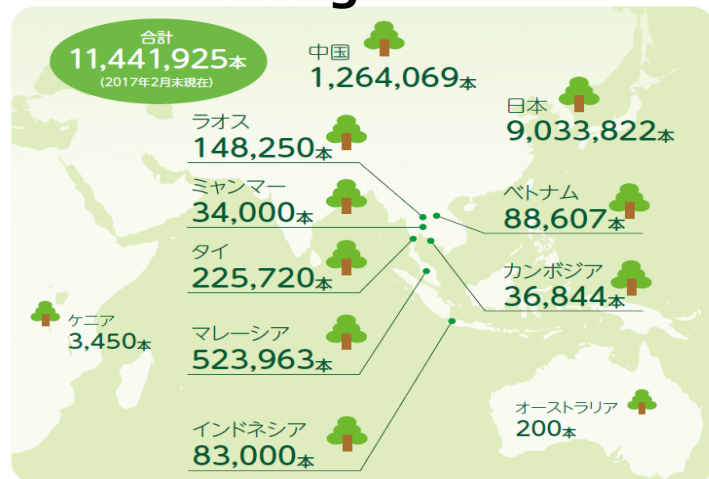 合計
11,441,925本
(2017年2月末現在)
中国
1,264,069本
日本
9,033,822本
ラオス
148,250本
ミャンマー
34,000本
ベトナム
88,607本
タイ
225,720本
カンボジア
36,844本
ケニア
3,450本
マレーシア
523,963本
オーストラリア
200本
インドネシア
83,000本